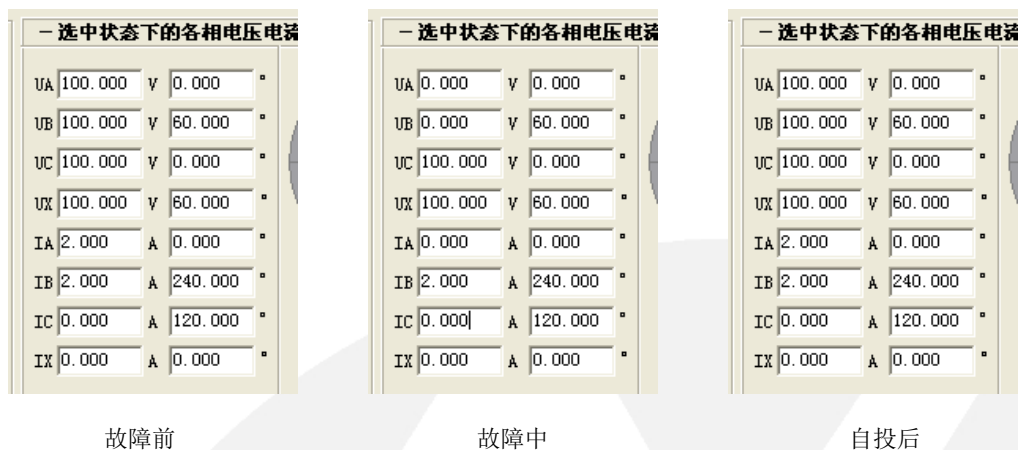 －选中状态下的各相电压电流
UA 100.000 V 0.000 °
UB 100.000 V 60.000 °
UC 100.000 V 0.000 °
UX 100.000 V 60.000 °
IA 2.000 A 0.000 °
IB 2.000 A 240.000 °
IC 0.000 A 120.000 °
IX 0.000 A 0.000 °
故障前
－选中状态下的各相电压电流
UA 0.000 V 0.000 °
UB 0.000 V 60.000 °
UC 100.000 V 0.000 °
UX 100.000 V 60.000 °
IA 0.000 A 0.000 °
IB 2.000 A 240.000 °
IC 0.000 A 120.000 °
IX 0.000 A 0.000 °
故障中
－选中状态下的各相电压电流
UA 100.000 V 0.000 °
UB 100.000 V 60.000 °
UC 100.000 V 0.000 °
UX 100.000 V 60.000 °
IA 2.000 A 0.000 °
IB 2.000 A 240.000 °
IC 0.000 A 120.000 °
IX 0.000 A 0.000 °
自投后